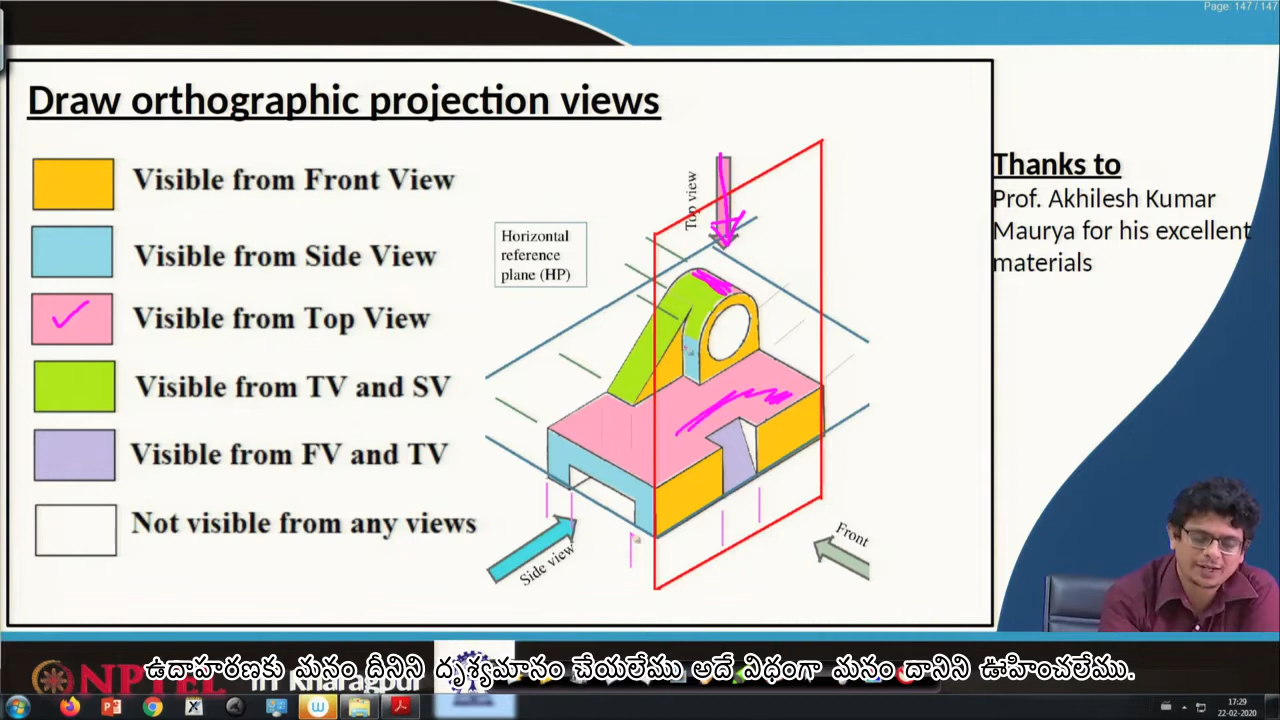 Page: 147 / 147
Draw orthographic projection views
Visible from Front View
Visible from Side View
Visible from Top View
Visible from TV and SV
Visible from FV and TV
Not visible from any views
Horizontal
reference
plane (HP)
Top view
Side view
Front
Thanks to
Prof. Akhilesh Kumar
Maurya for his excellent
materials
NPTEL IIT Kharagpur
ఉదాహరణకు మనం దీనిని దృశ్యమానం చేయలేము అదే విధంగా మనం దానిని ఊహించలేము.
17:29
22-02-2020